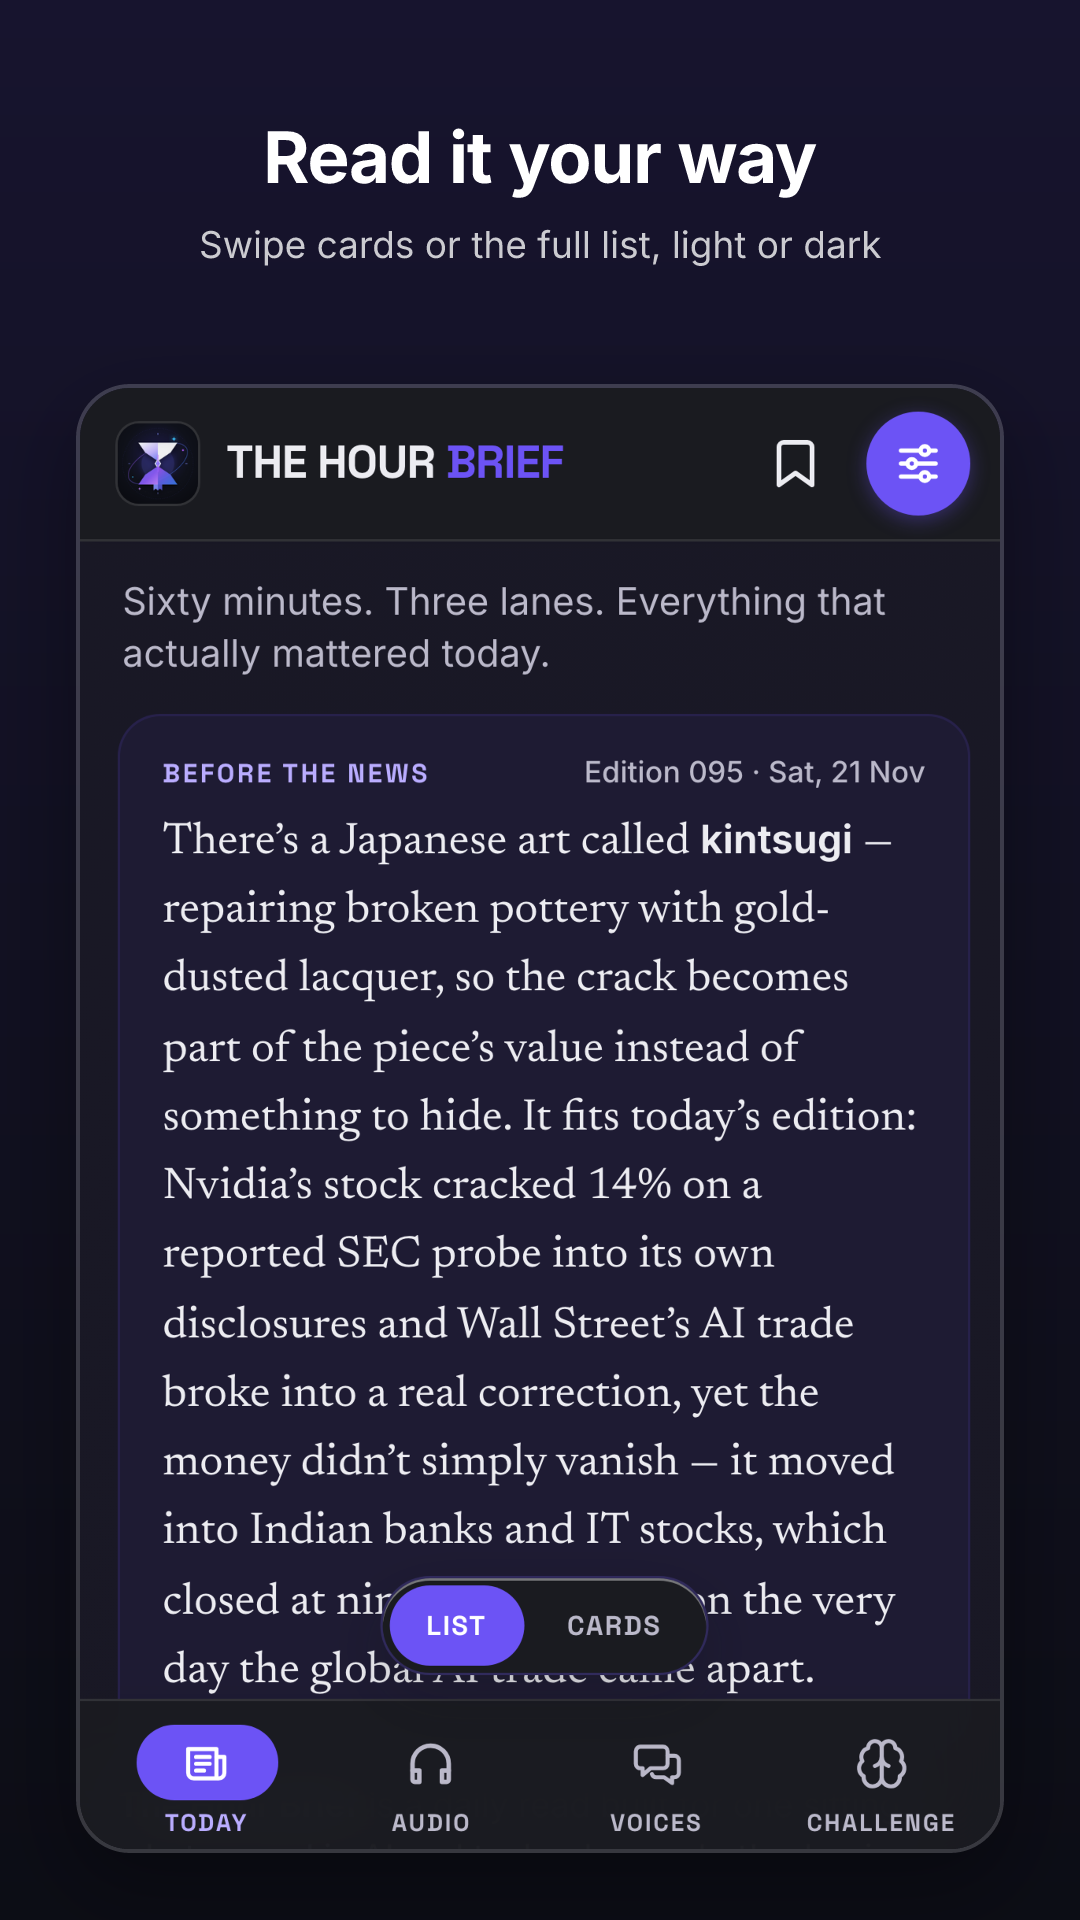 Read it your way
Swipe cards or the full list, light or dark
THE HOUR BRIEF
Sixty minutes. Three lanes. Everything that
actually mattered today.
BEFORE THE NEWS
Edition 095 · Sat, 21 Nov
There’s a Japanese art called kintsugi —
repairing broken pottery with gold-
dusted lacquer, so the crack becomes
part of the piece’s value instead of
something to hide. It fits today’s edition:
Nvidia’s stock cracked 14% on a
reported SEC probe into its own
disclosures and Wall Street’s AI trade
broke into a real correction, yet the
money didn’t simply vanish — it moved
into Indian banks and IT stocks, which
closed at the very
day the global AI trade came apart.
LIST
CARDS
TODAY
AUDIO
VOICES
CHALLENGE